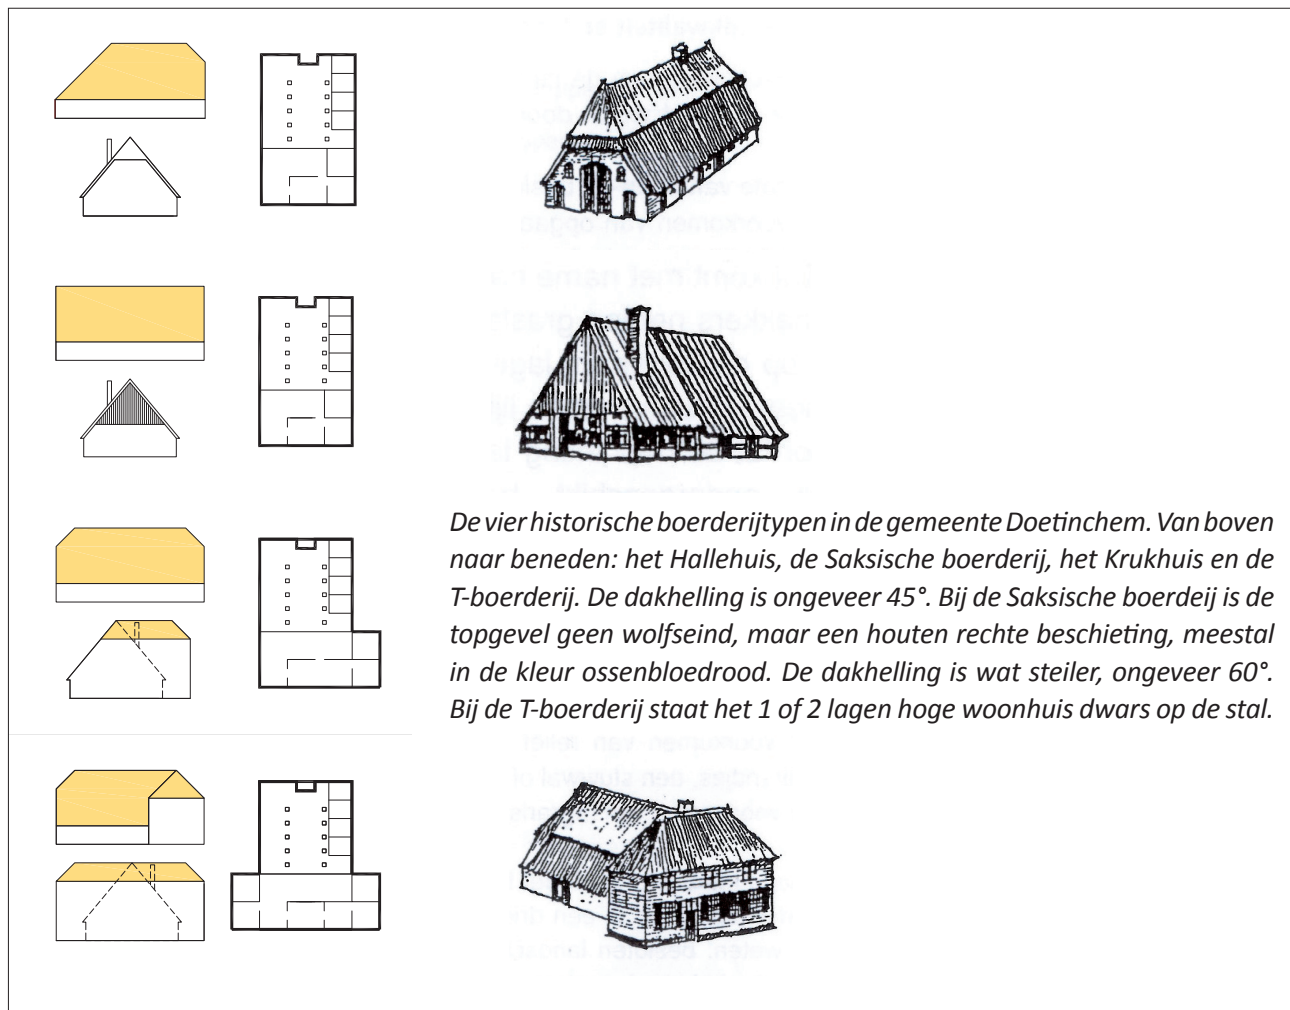 De vier historische boerderijtypen in de gemeente Doetinchem. Van boven
naar beneden: het Hallehuis, de Saksische boerderij, het Krukhuis en de
T-boerderij. De dakhelling is ongeveer 45°. Bij de Saksische boerdeij is de
topgevel geen wolfseind, maar een houten rechte beschieting, meestal
in de kleur ossenbloedrood. De dakhelling is wat steiler, ongeveer 60°.
Bij de T-boerderij staat het 1 of 2 lagen hoge woonhuis dwars op de stal.